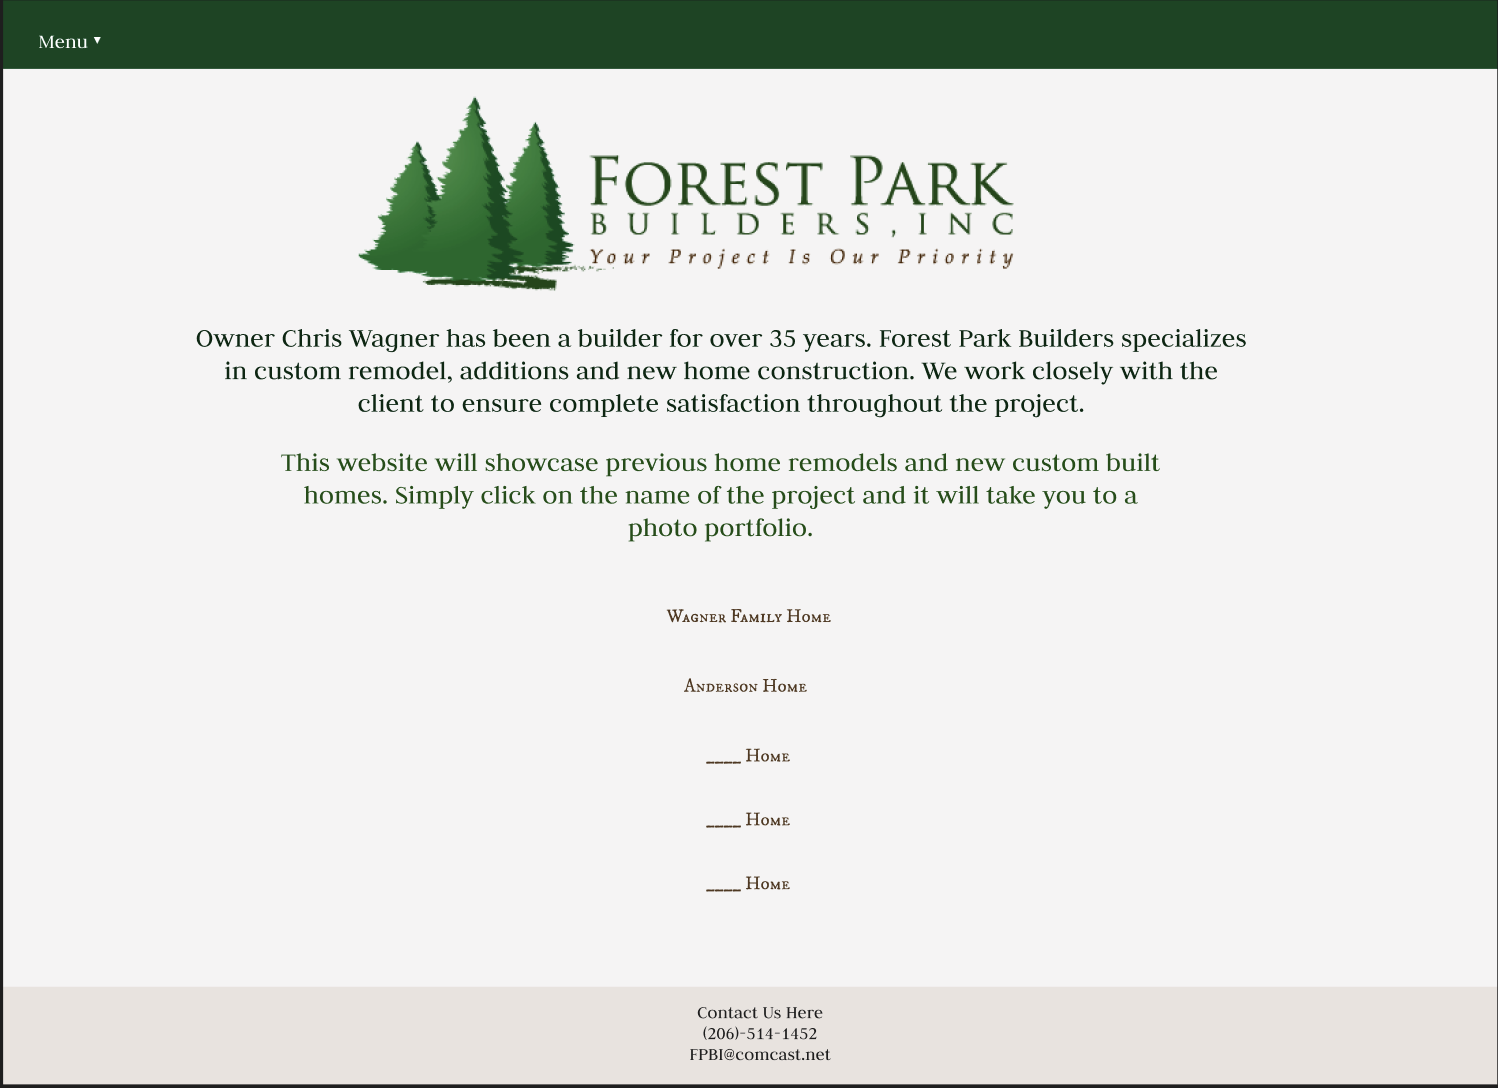 Menu ▼
FOREST PARK
BUILDERS, INC
Your Project Is Our Priority
Owner Chris Wagner has been a builder for over 35 years. Forest Park Builders specializes
in custom remodel, additions and new home construction. We work closely with the
client to ensure complete satisfaction throughout the project.
This website will showcase previous home remodels and new custom built
homes. Simply click on the name of the project and it will take you to a
photo portfolio.
Wagner Family Home
Anderson Home
____ Home
____ Home
____ Home
Contact Us Here
(206)-514-1452
FPBI@comcast.net